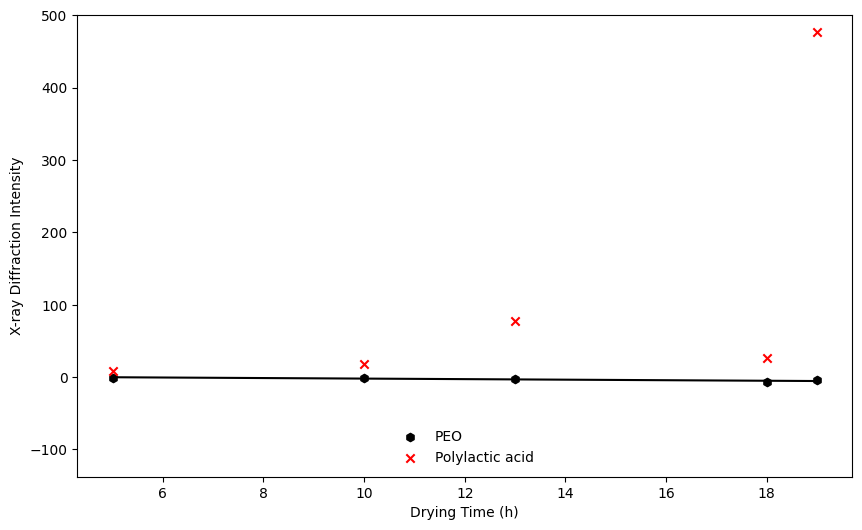 500
400
300
200
100
0
−100
X-ray Diffraction Intensity
PEO
Polylactic acid
6 8 10 12 14 16 18
Drying Time (h)